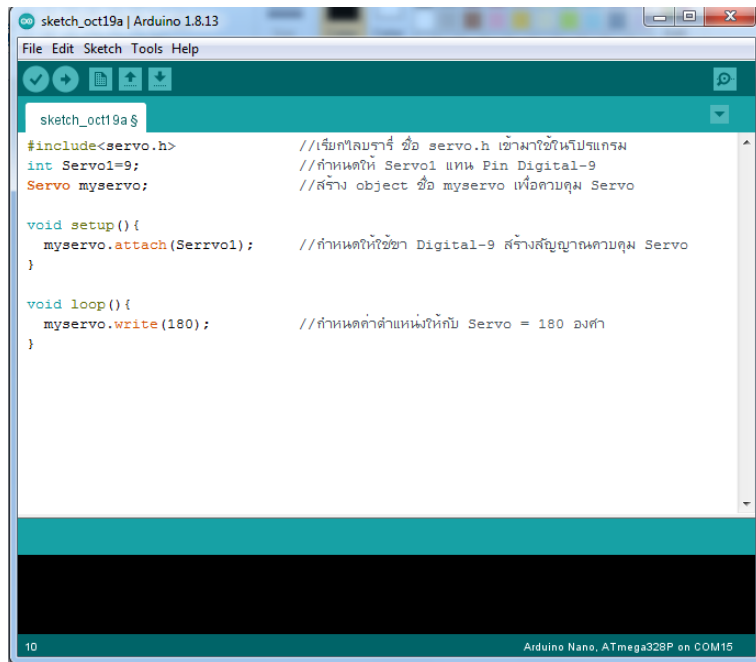 sketch_oct19a | Arduino 1.8.13
File Edit Sketch Tools Help
sketch_oct19a §
#include<servo.h> //เรียกไลบรารี่ ชื่อ servo.h เข้ามาใช้ในโปรแกรม
int Servo1=9; //กำหนดให้ Servo1 แทน Pin Digital-9
Servo myservo; //สร้าง object ชื่อ myservo เพื่อควบคุม Servo
void setup(){
myservo.attach(Serrvo1); //กำหนดให้ใช้ขา Digital-9 สร้างสัญญาณควบคุม Servo
}
void loop(){
myservo.write(180); //กำหนดค่าตำแหน่งให้กับ Servo = 180 องศา
}
10 Arduino Nano, ATmega328P on COM15